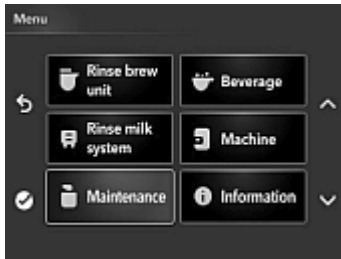 Menu
Rinse brew
unit
Beverage
Rinse milk
system
Machine
Maintenance
Information